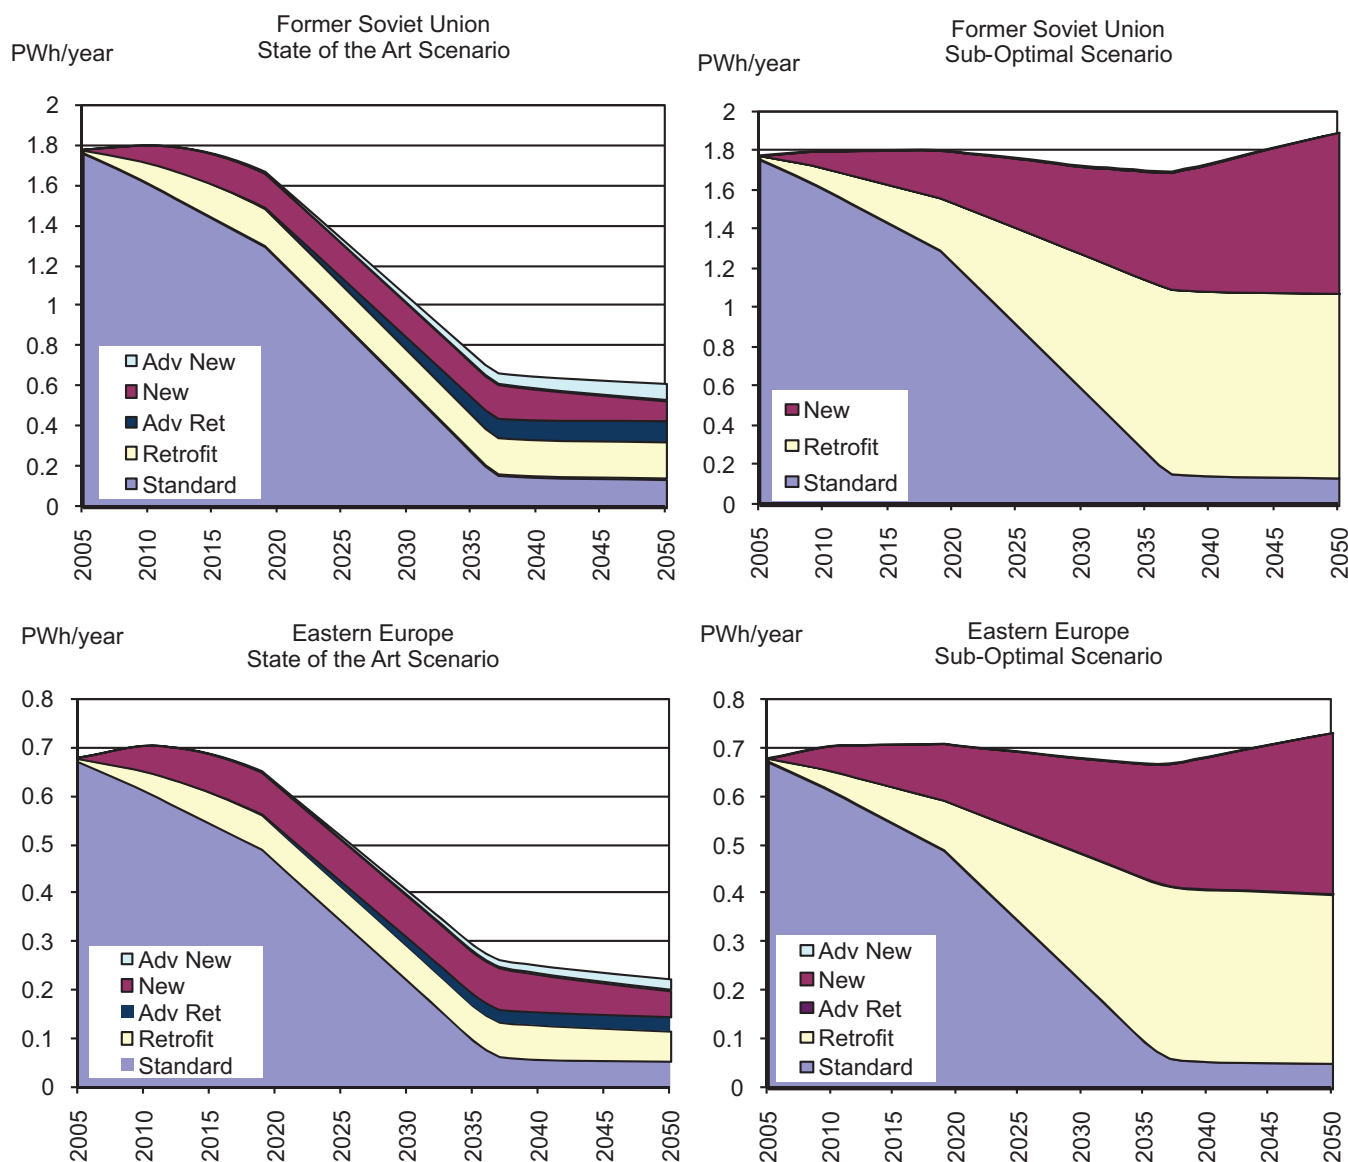 Former Soviet Union
State of the Art Scenario
PWh/year
2
1.8
1.6
1.4
1.2
1
0.8
0.6
0.4
0.2
0
Adv New
New
Adv Ret
Retrofit
Standard
2005 2010 2015 2020 2025 2030 2035 2040 2045 2050
Former Soviet Union
Sub-Optimal Scenario
PWh/year
2
1.8
1.6
1.4
1.2
1
0.8
0.6
0.4
0.2
0
New
Retrofit
Standard
2005 2010 2015 2020 2025 2030 2035 2040 2045 2050
Eastern Europe
State of the Art Scenario
PWh/year
0.8
0.7
0.6
0.5
0.4
0.3
0.2
0.1
0
Adv New
New
Adv Ret
Retrofit
Standard
2005 2010 2015 2020 2025 2030 2035 2040 2045 2050
Eastern Europe
Sub-Optimal Scenario
PWh/year
0.8
0.7
0.6
0.5
0.4
0.3
0.2
0.1
0
Adv New
New
Adv Ret
Retrofit
Standard
2005 2010 2015 2020 2025 2030 2035 2040 2045 2050